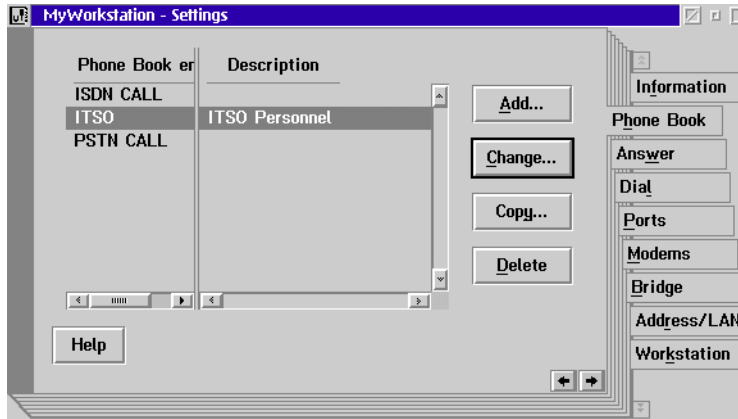 MyWorkstation - Settings
Phone Book er Description
ISDN CALL
ITSO ITSO Personnel
PSTN CALL
Add...
Change...
Copy...
Delete
Help
Information
Phone Book
Answer
Dial
Ports
Modems
Bridge
Address/LAN
Workstation